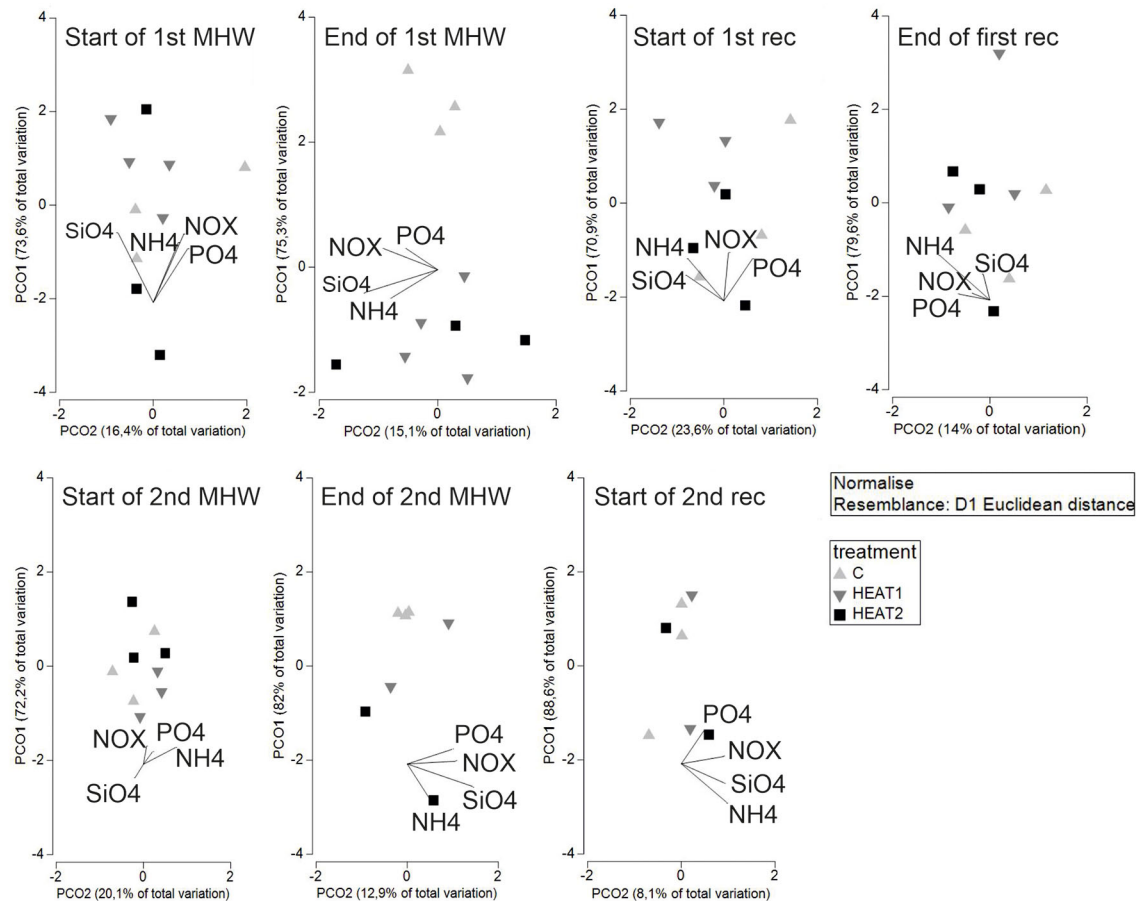 Start of 1st MHW
4
2
0
-2
-4
PCO1 (73,6% of total variation)
SiO4
NH4
NOX
PO4
-2
0
2
PCO2 (16,4% of total variation)
End of 1st MHW
4
2
0
-2
PCO1 (75,3% of total variation)
PO4
NOX
SiO4
NH4
-2
0
2
PCO2 (15,1% of total variation)
Start of 1st rec
4
2
0
-2
-4
PCO1 (70,9% of total variation)
NH4
NOX
SiO4
PO4
-2
0
2
PCO2 (23,6% of total variation)
End of first rec
4
2
0
-2
-4
PCO1 (79,6% of total variation)
NH4
SiO4
NOX
PO4
-2
0
2
PCO2 (14% of total variation)
Start of 2nd MHW
4
2
0
-2
-4
PCO1 (72,2% of total variation)
NOX
PO4
NH4
SiO4
-2
0
2
PCO2 (20,1% of total variation)
End of 2nd MHW
4
2
0
-2
-4
PCO1 (82% of total variation)
PO4
NOX
SiO4
NH4
-2
0
2
PCO2 (12,9% of total variation)
Start of 2nd rec
4
2
0
-2
-4
PCO1 (88,6% of total variation)
PO4
NOX
SiO4
NH4
-2
0
2
PCO2 (8,1% of total variation)
Normalise
Resemblance: D1 Euclidean distance
treatment
C
HEAT1
HEAT2